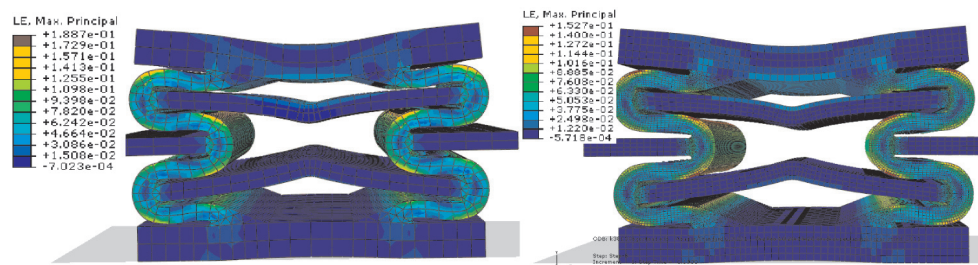 LE, Max. Principal
+1.887e-01
+1.729e-01
+1.571e-01
+1.413e-01
+1.255e-01
+1.098e-01
+9.398e-02
+7.820e-02
+6.242e-02
+4.664e-02
+3.086e-02
+1.508e-02
-7.023e-04
LE, Max. Principal
+1.527e-01
+1.400e-01
+1.272e-01
+1.144e-01
+1.016e-01
+8.885e-02
+7.608e-02
+6.330e-02
+5.053e-02
+3.775e-02
+2.498e-02
+1.220e-02
-5.718e-04
Increment